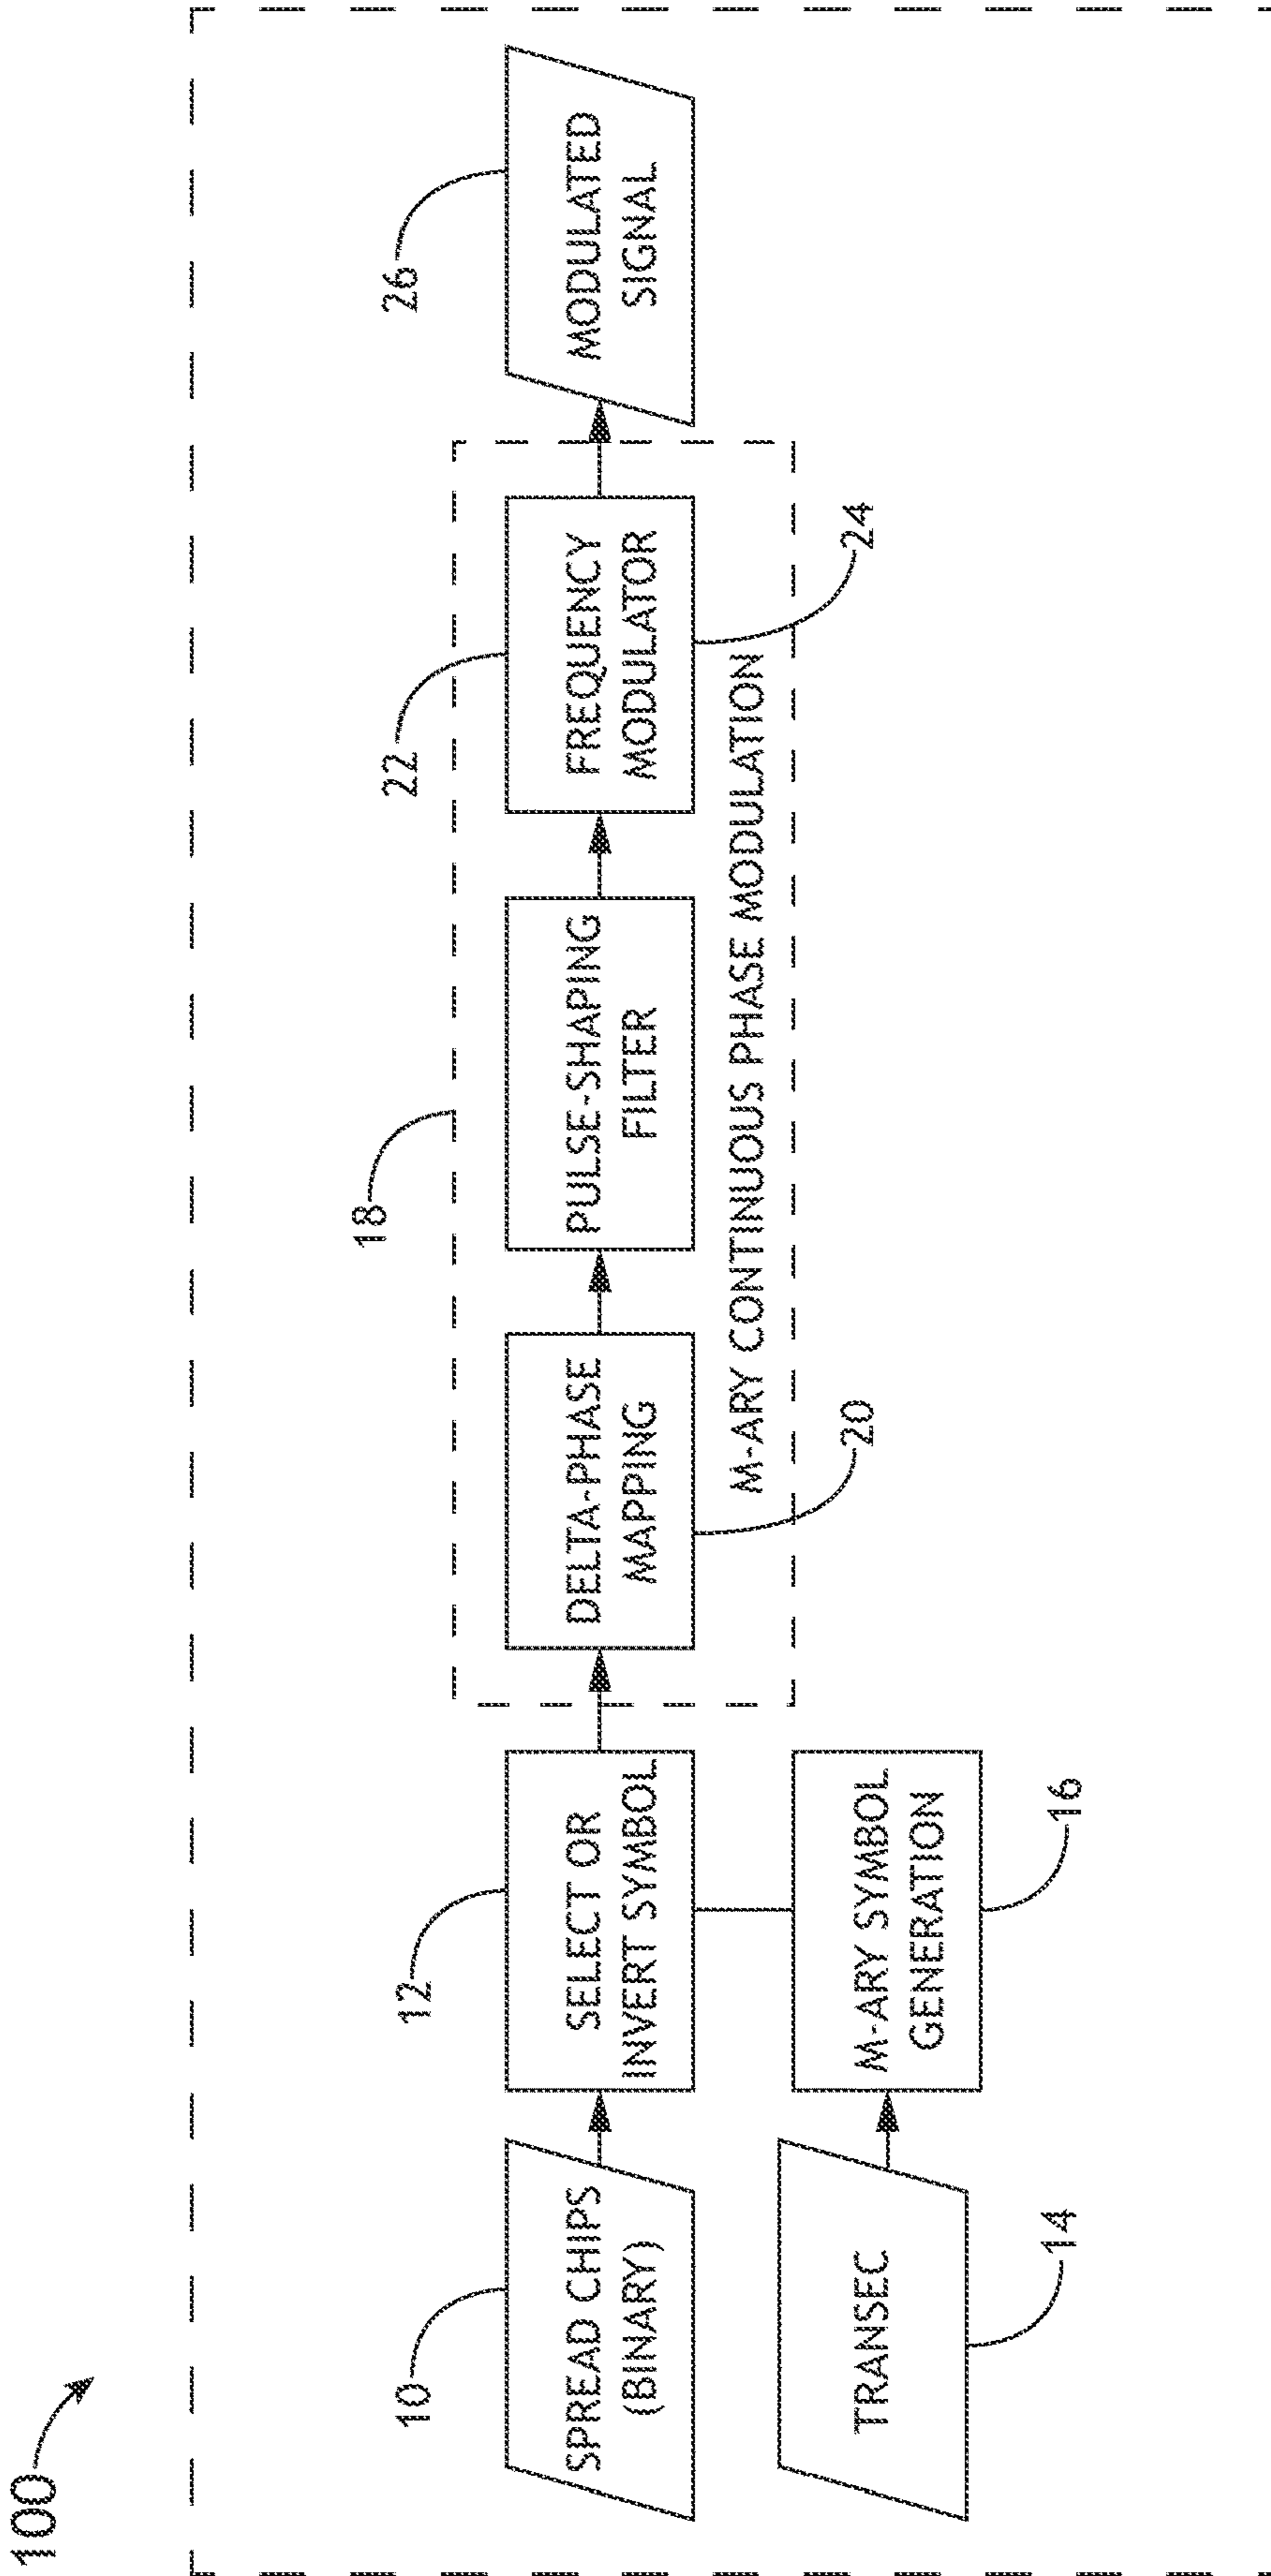 100
10
SPREAD CHIPS
(BINARY)
12
SELECT OR
INVERT SYMBOL
14
TRANSEC
16
M-ARY SYMBOL
GENERATION
18
DELTA-PHASE
MAPPING
20
PULSE-SHAPING
FILTER
22
FREQUENCY
MODULATOR
24
M-ARY CONTINUOUS PHASE MODULATION
26
MODULATED
SIGNAL